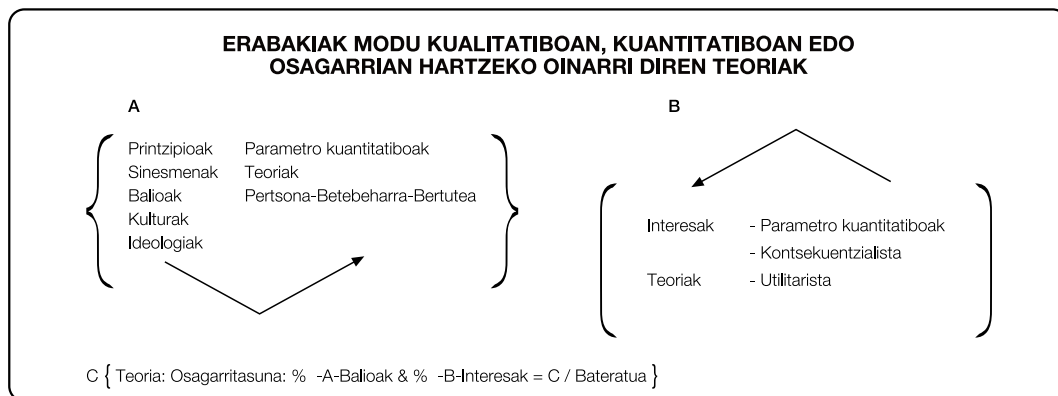 ERABAKIAK MODU KUALITATIBOAN, KUANTITATIBOAN EDO
OSAGARRIAN HARTZEKO OINARRI DIREN TEORIAK
A
Printzipioak Parametro kuantitatiboak
Sinesmenak Teoriak
Balioak Pertsona-Betebeharra-Bertutea
Kulturak
Ideologiak
B
Interesak - Parametro kuantitatiboak
- Kontsekuentzialista
Teoriak - Utilitarista
C { Teoria: Osagarritasuna: % -A-Balioak & % -B-Interesak = C / Bateratua }